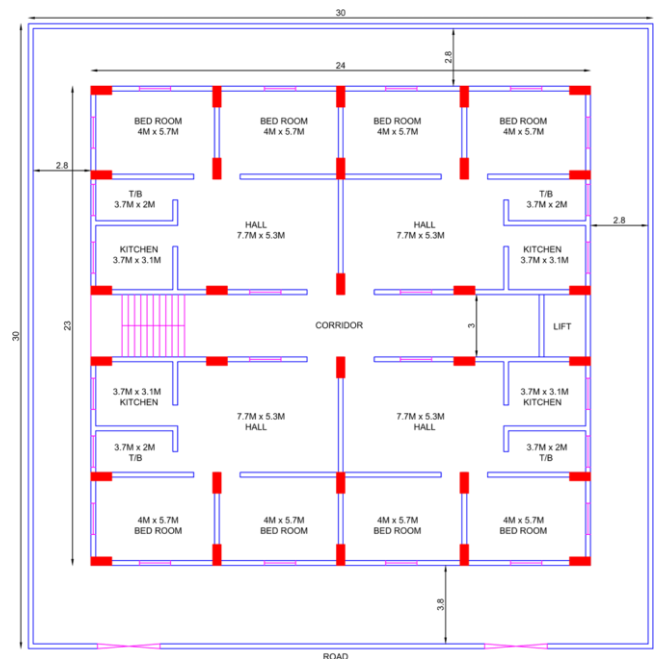 30
2.8
24
BED ROOM
4M x 5.7M
BED ROOM
4M x 5.7M
BED ROOM
4M x 5.7M
BED ROOM
4M x 5.7M
2.8
T/B
3.7M x 2M
HALL
7.7M x 5.3M
HALL
7.7M x 5.3M
T/B
3.7M x 2M
2.8
KITCHEN
3.7M x 3.1M
KITCHEN
3.7M x 3.1M
30
23
CORRIDOR
3
LIFT
3.7M x 3.1M
KITCHEN
7.7M x 5.3M
HALL
7.7M x 5.3M
HALL
3.7M x 3.1M
KITCHEN
3.7M x 2M
T/B
3.7M x 2M
T/B
4M x 5.7M
BED ROOM
4M x 5.7M
BED ROOM
4M x 5.7M
BED ROOM
4M x 5.7M
BED ROOM
3.8
ROAD